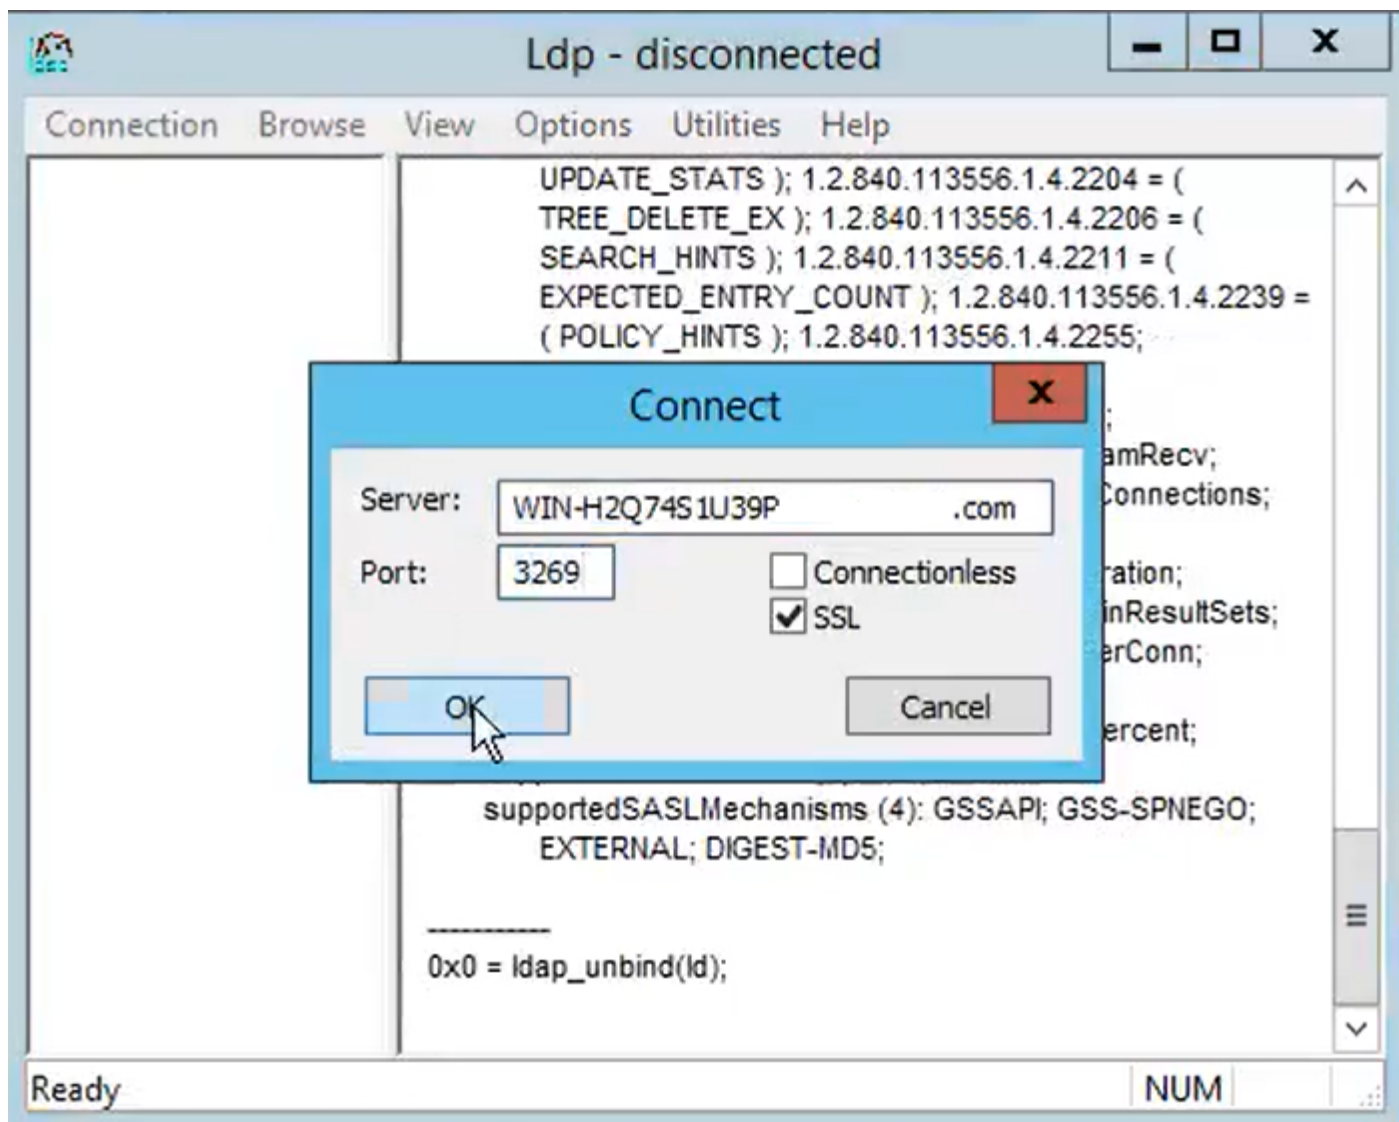 Ldp - disconnected
Connection Browse View Options Utilities Help
UPDATE_STATS ); 1.2.840.113556.1.4.2204 = (
TREE_DELETE_EX ); 1.2.840.113556.1.4.2206 = (
SEARCH_HINTS ); 1.2.840.113556.1.4.2211 = (
EXPECTED_ENTRY_COUNT ); 1.2.840.113556.1.4.2239 =
( POLICY_HINTS ); 1.2.840.113556.1.4.2255;
Connect
;
amRecv;
Server: WIN-H2Q74S1U39P .com
Connections;
Port: 3269
Connectionless
ration;
SSL
inResultSets;
erConn;
OK
Cancel
ercent;
supportedSASLMechanisms (4): GSSAPI; GSS-SPNEGO;
EXTERNAL; DIGEST-MD5;
-----------
0x0 = ldap_unbind(ld);
Ready
NUM